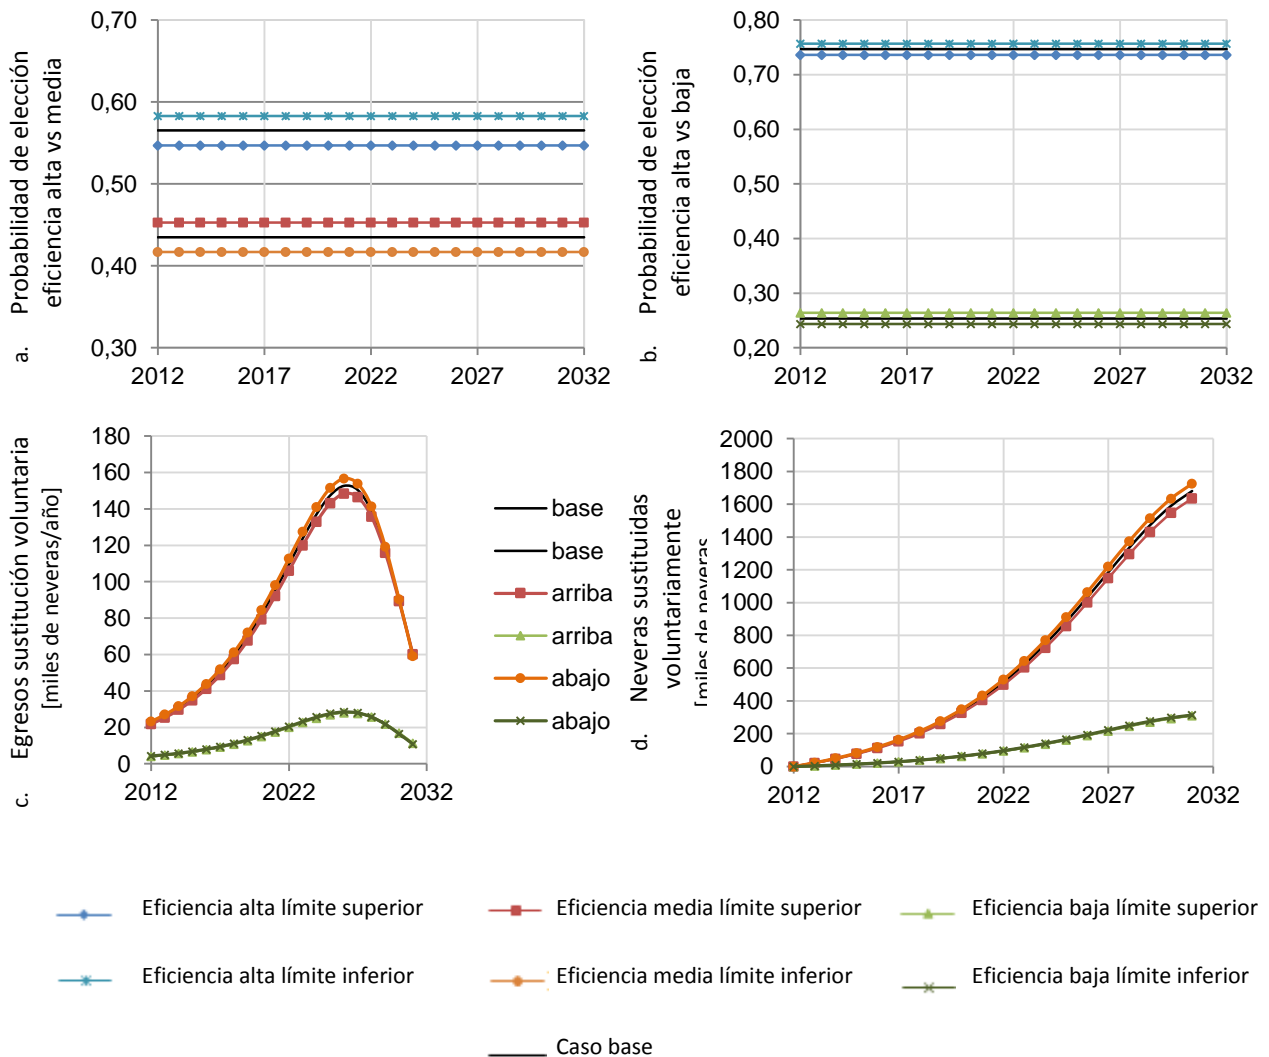 a. Probabilidad de elección
eficiencia alta vs media
0,70
0,60
0,50
0,40
0,30
2012 2017 2022 2027 2032
b. Probabilidad de elección
eficiencia alta vs baja
0,80
0,70
0,60
0,50
0,40
0,30
0,20
2012 2017 2022 2027 2032
c. Egresos sustitución voluntaria
[miles de neveras/año]
180
160
140
120
100
80
60
40
20
0
2012 2022 2032
base
base
arriba
arriba
abajo
abajo
d. Neveras sustituidas
voluntariamente
[miles de neveras
2000
1800
1600
1400
1200
1000
800
600
400
200
0
2012 2017 2022 2027 2032
Eficiencia alta límite superior
Eficiencia media límite superior
Eficiencia baja límite superior
Eficiencia alta límite inferior
Eficiencia media límite inferior
Eficiencia baja límite inferior
Caso base